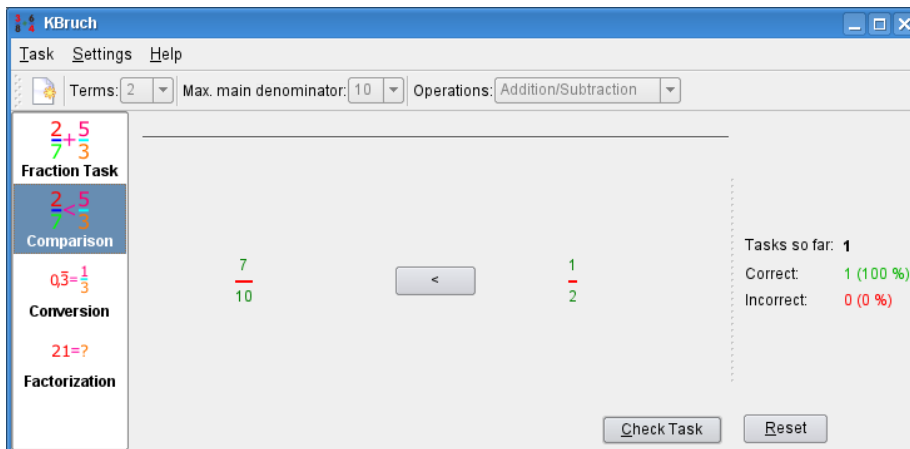 KBruch
Task Settings Help
Terms: 2 Max. main denominator: 10 Operations: Addition/Subtraction
2/7+5/3
Fraction Task
2/7<5/3
Comparison
0,3̅=1/3
Conversion
21=?
Factorization
7/10 < 1/2
Tasks so far: 1
Correct: 1 (100 %)
Incorrect: 0 (0 %)
Check Task Reset